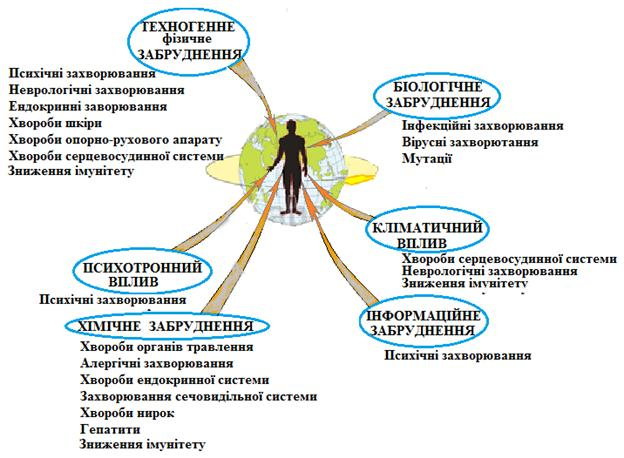 ТЕХНОГЕННЕ
фізичне
ЗАБРУДНЕННЯ
Психічні захворювання
Неврологічні захворювання
Ендокринні заворювання
Хвороби шкіри
Хвороби опорно-рухового апарату
Хвороби серцевосудинної системи
Зниження імунітету
БІОЛОГІЧНЕ
ЗАБРУДНЕННЯ
Інфекційні захворювання
Вірусні захворютання
Мутації
КЛІМАТИЧНИЙ
ВПЛИВ
Хвороби серцевосудинної системи
Неврологічні захворювання
Зниження імунітету
ПСИХОТРОННИЙ
ВПЛИВ
Психічні захворювання
ІНФОРМАЦІЙНЕ
ЗАБРУДНЕННЯ
Психічні захворювання
ХІМІЧНЕ ЗАБРУДНЕННЯ
Хвороби органів травлення
Алергічні захворювання
Хвороби ендокринної системи
Захворювання сечовидільної системи
Хвороби нирок
Гепатити
Зниження імунітету